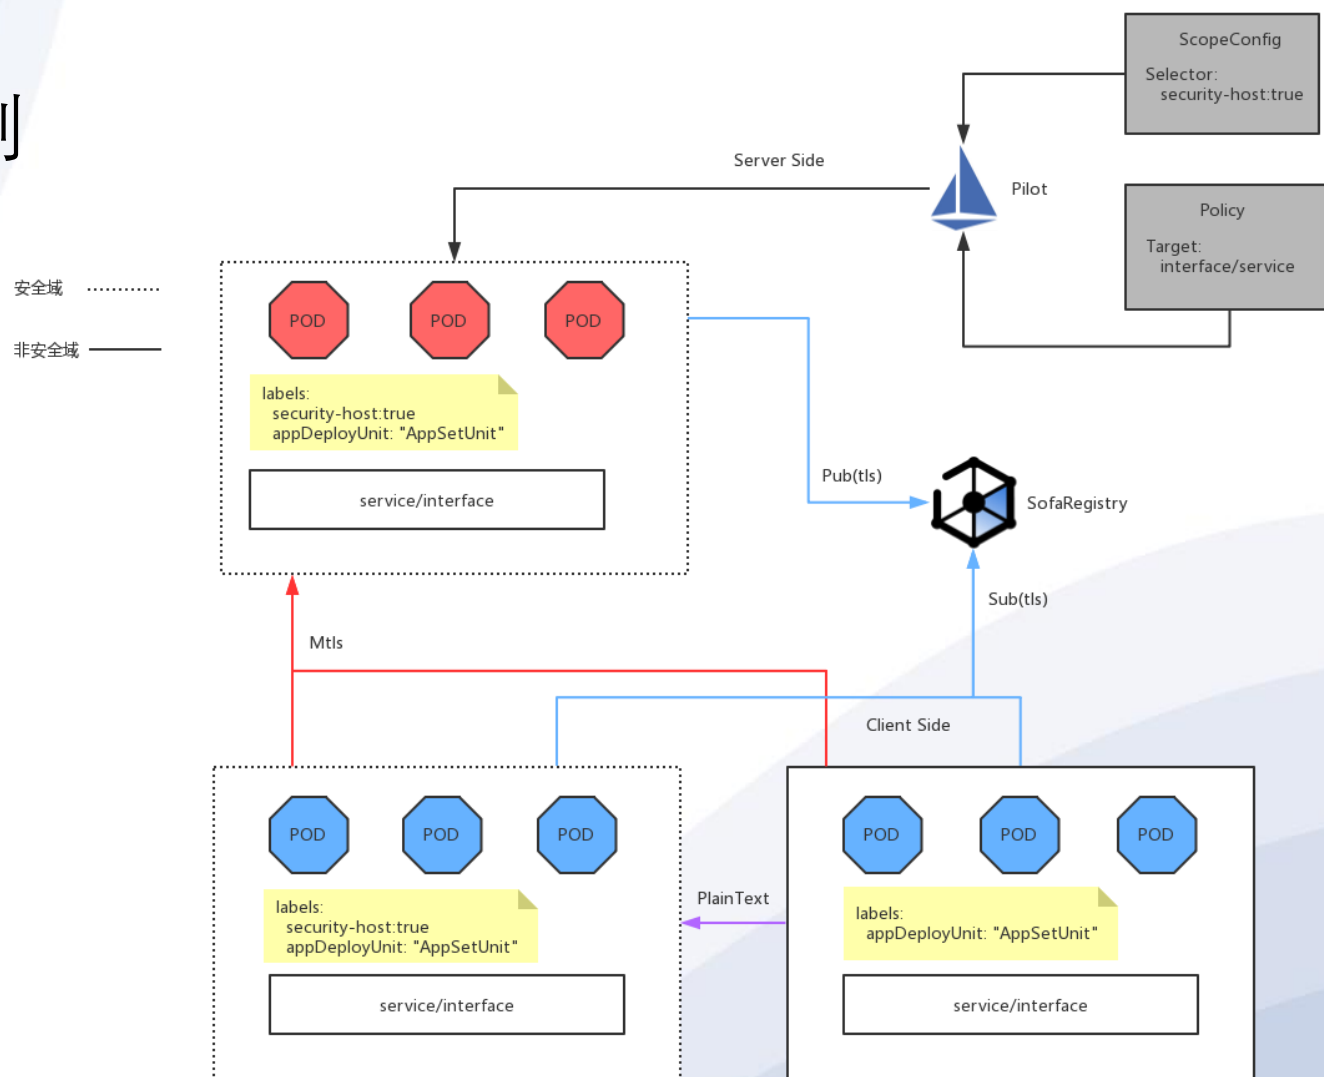 ScopeConfig
Selector:
security-host:true
Server Side
Pilot
Policy
Target:
interface/service
安全域
非安全域
POD
POD
POD
labels:
security-host:true
appDeployUnit: "AppSetUnit"
service/interface
Pub(tls)
SofaRegistry
Sub(tls)
Mtls
Client Side
POD
POD
POD
labels:
security-host:true
appDeployUnit: "AppSetUnit"
service/interface
PlainText
POD
POD
POD
labels:
appDeployUnit: "AppSetUnit"
service/interface